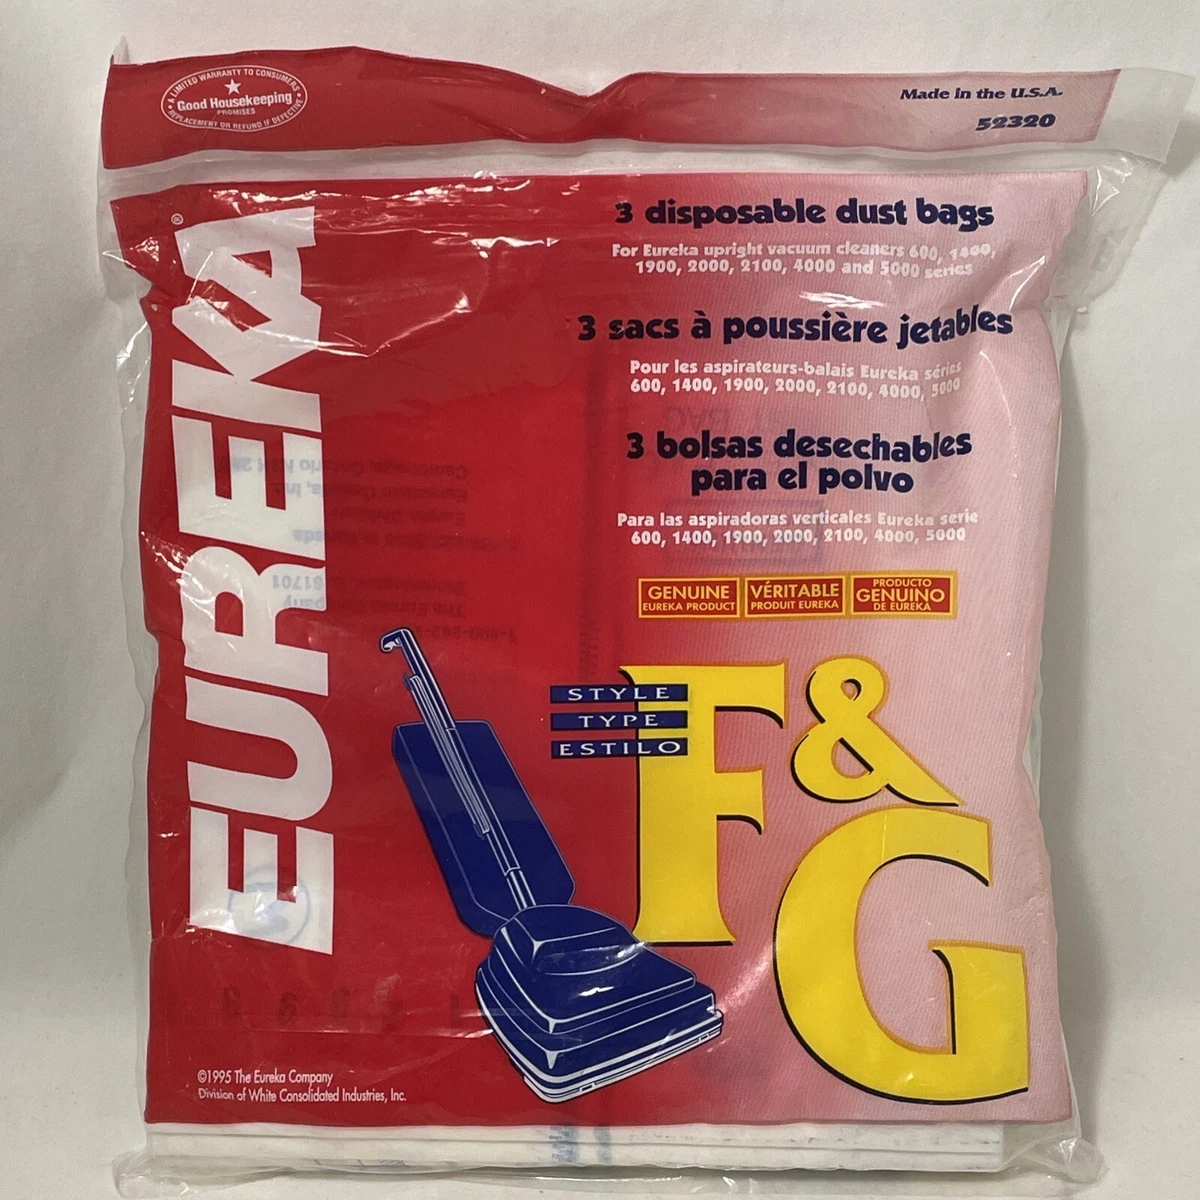 A LIMITED WARRANTY TO CONSUMERS
Good Housekeeping
PROMISES
REPLACEMENT OR REFUND IF DEFECTIVE
Made in the U.S.A.
52320
EUREKA
3 disposable dust bags
For Eureka upright vacuum cleaners 600, 1400,
1900, 2000, 2100, 4000 and 5000 series
3 sacs à poussière jetables
Pour les aspirateurs-balais Eureka séries
600, 1400, 1900, 2000, 2100, 4000, 5000
3 bolsas desechables
para el polvo
Para las aspiradoras verticales Eureka serie
600, 1400, 1900, 2000, 2100, 4000, 5000
GENUINE
EUREKA PRODUCT
VÉRITABLE
PRODUIT EUREKA
PRODUCTO
GENUINO
DE EUREKA
STYLE
TYPE
ESTILO
F&
G
©1995 The Eureka Company
Division of White Consolidated Industries, Inc.